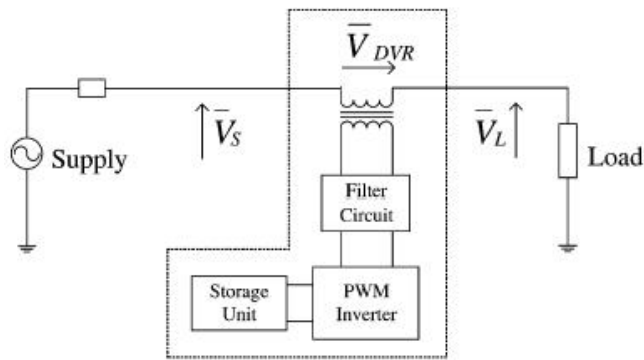 V̅ DVR
V̅S
V̅L
Supply
Load
Filter
Circuit
Storage
Unit
PWM
Inverter